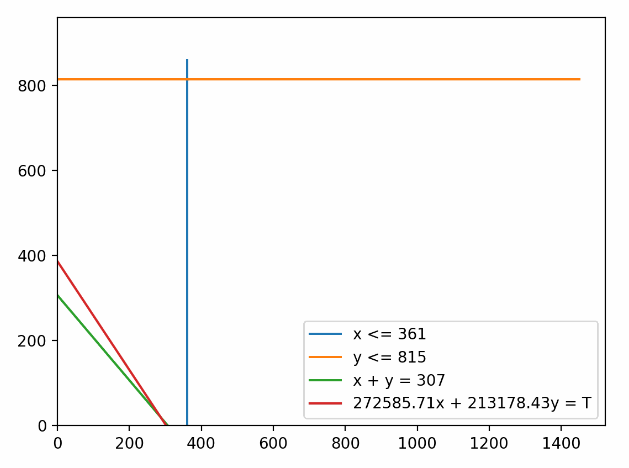 800
600
400
200
0
x <= 361
y <= 815
x + y = 307
272585.71x + 213178.43y = T
0 200 400 600 800 1000 1200 1400